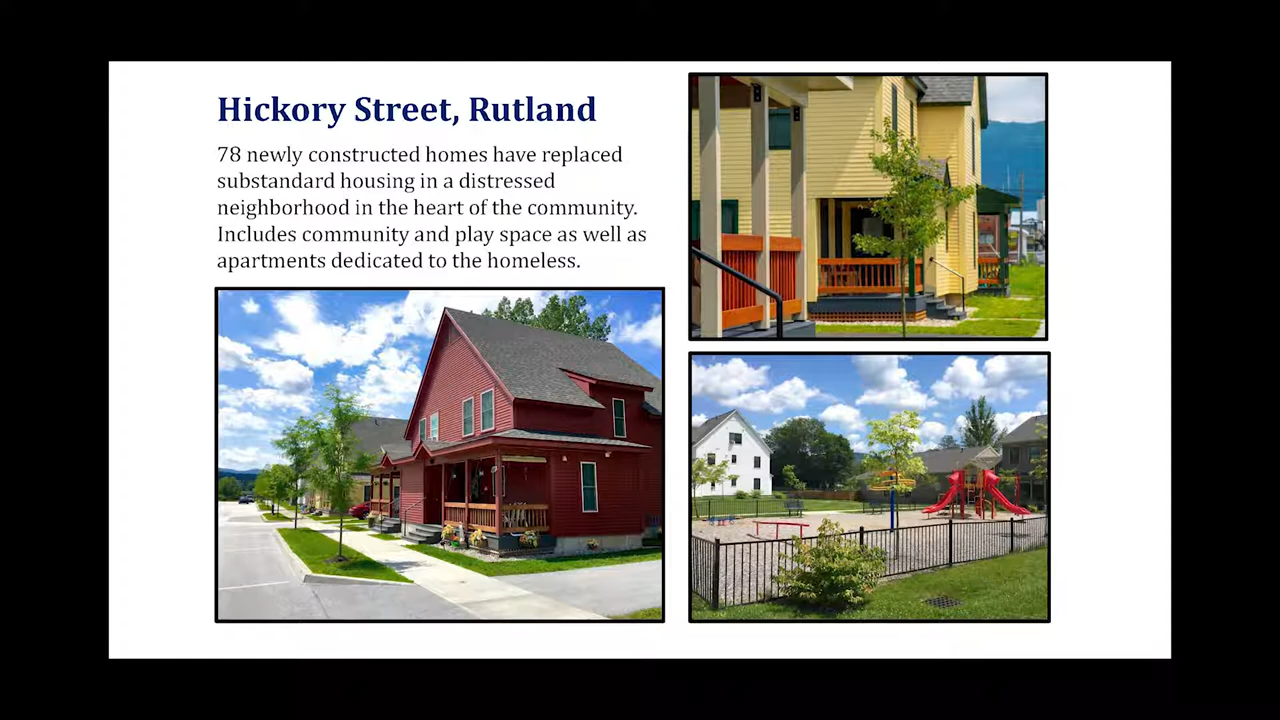 Hickory Street, Rutland
78 newly constructed homes have replaced
substandard housing in a distressed
neighborhood in the heart of the community.
Includes community and play space as well as
apartments dedicated to the homeless.